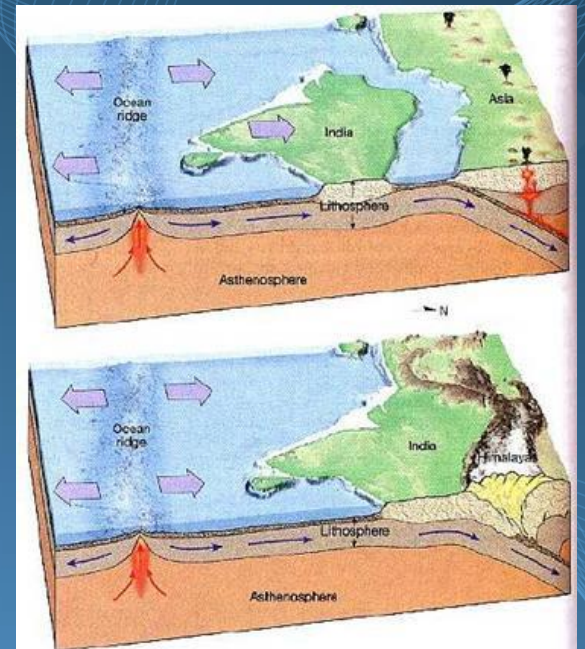 Ocean
ridge
India
Asia
Lithosphere
Asthenosphere
N
Ocean
ridge
India
Himalayas
Lithosphere
Asthenosphere